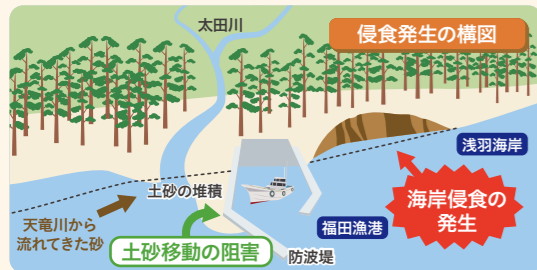 太田川
侵食発生の構図
浅羽海岸
土砂の堆積
天竜川から
流れてきた砂
海岸侵食の
発生
福田漁港
土砂移動の阻害
防波堤